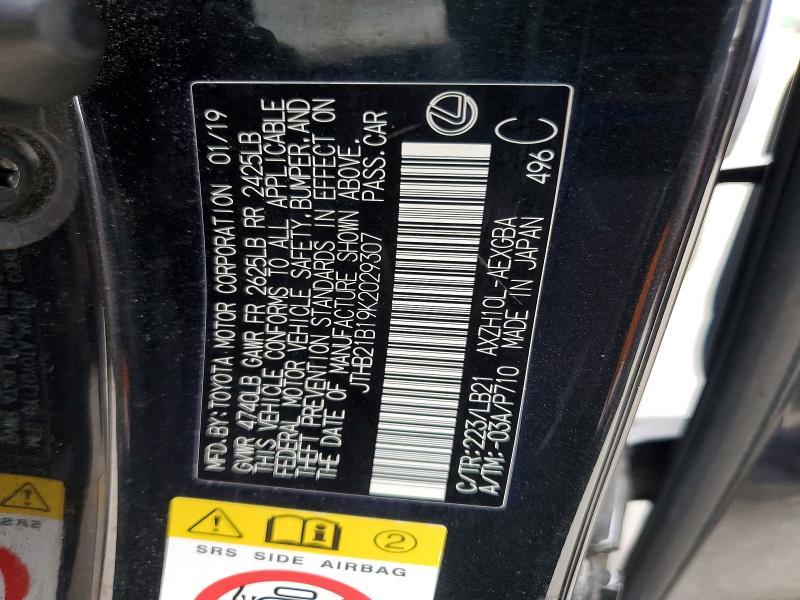 MFD.BY:TOYOTA MOTOR CORPORATION 01/19
GVWR 4740LB GAWR FR 2625LB RR 2425LB
THIS VEHICLE CONFORMS TO ALL APPLICABLE
FEDERAL MOTOR VEHICLE SAFETY, BUMPER, AND
THEFT PREVENTION STANDARDS IN EFFECT ON
THE DATE OF MANUFACTURE SHOWN ABOVE.
JTHB21B19K2029307 PASS.CAR
C/TR:223/LB21 AXZH10L-AEXGBA 496 C
A/TM:-03A/P710 MADE IN JAPAN
2
SRS SIDE AIRBAG